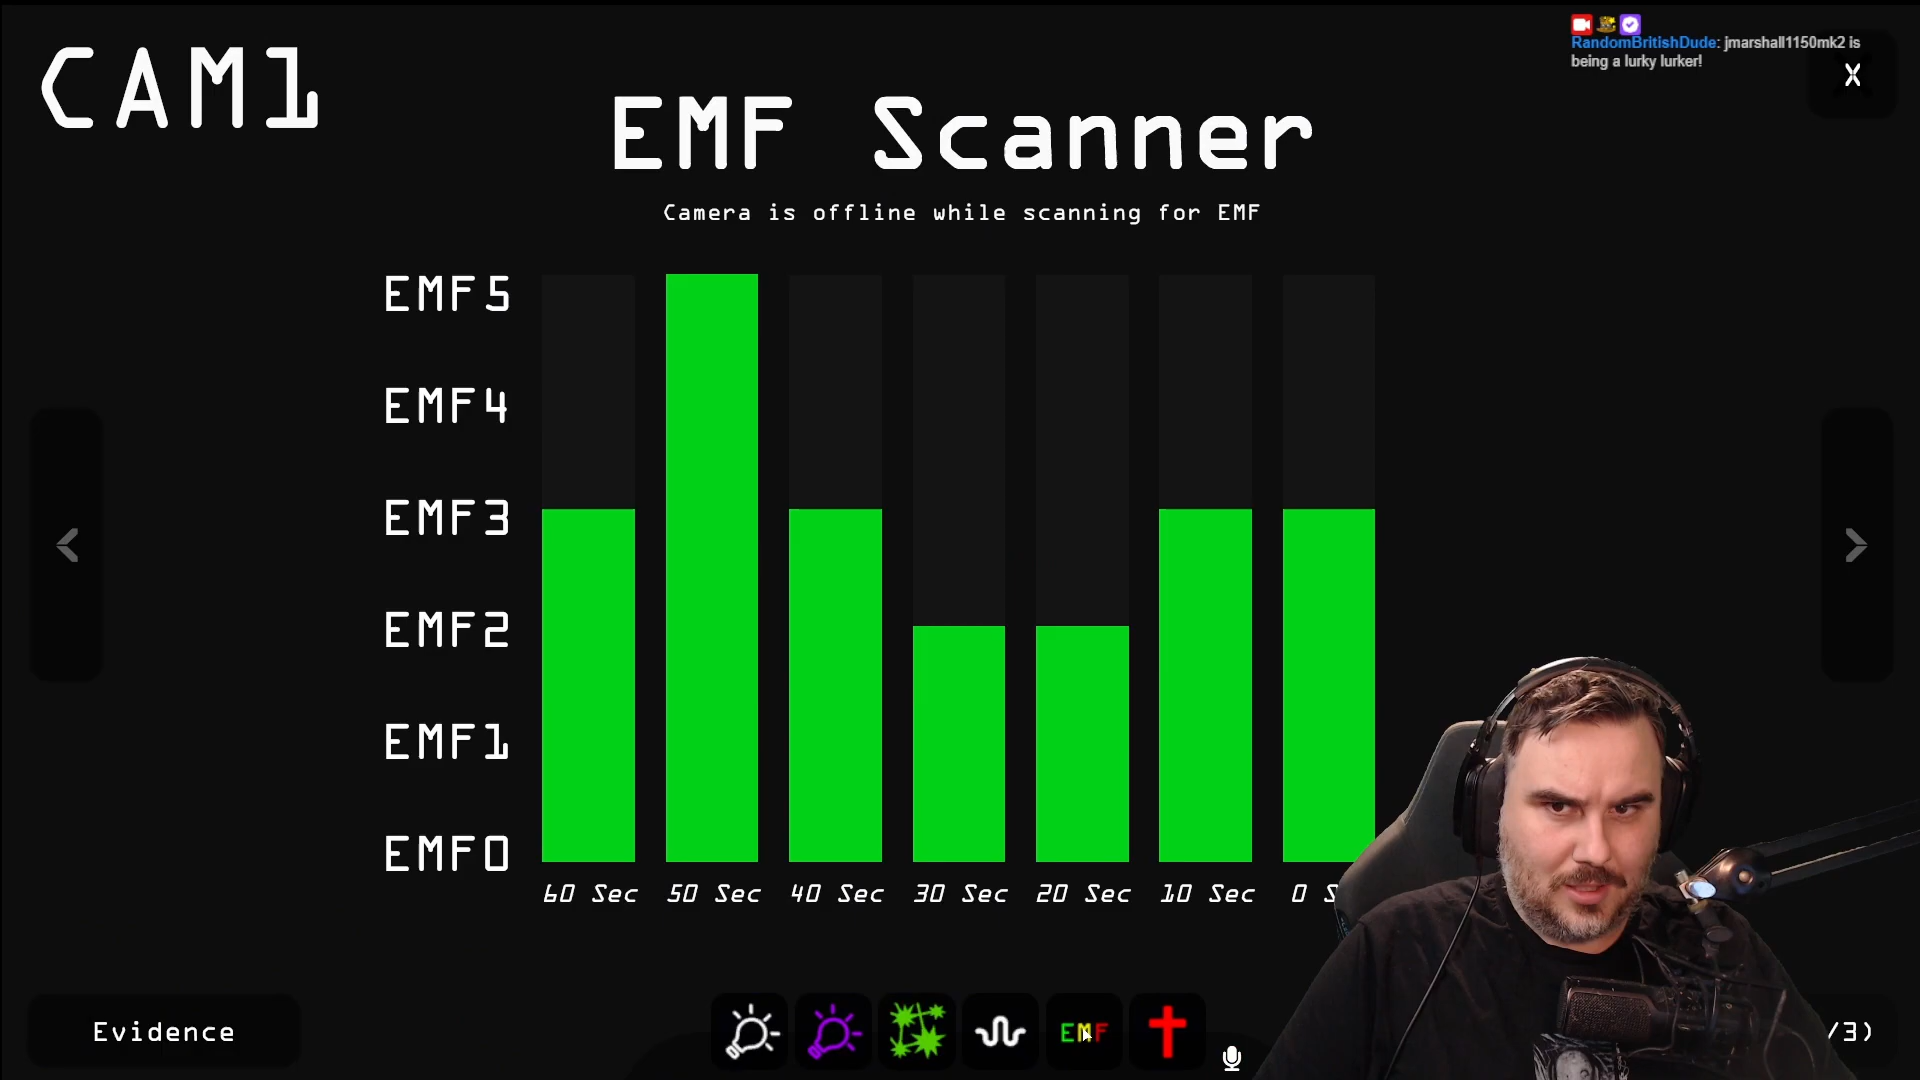 CAM1
RandomBritishDude: jmarshall1150mk2 is
being a lurky lurker!
X
EMF Scanner
Camera is offline while scanning for EMF
EMF5
EMF4
EMF3
EMF2
EMF1
EMF0
60 Sec
50 Sec
40 Sec
30 Sec
20 Sec
10 Sec
0 S
Evidence
EMF
/3)